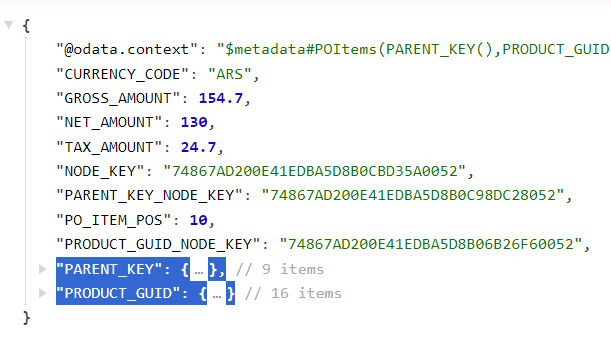 {
"@odata.context": "$metadata#POItems(PARENT_KEY(),PRODUCT_GUID
"CURRENCY_CODE": "ARS",
"GROSS_AMOUNT": 154.7,
"NET_AMOUNT": 130,
"TAX_AMOUNT": 24.7,
"NODE_KEY": "74867AD200E41EDBA5D8B0CBD35A0052",
"PARENT_KEY_NODE_KEY": "74867AD200E41EDBA5D8B0C98DC28052",
"PO_ITEM_POS": 10,
"PRODUCT_GUID_NODE_KEY": "74867AD200E41EDBA5D8B06B26F60052",
"PARENT_KEY": { … }, // 9 items
"PRODUCT_GUID": { … } // 16 items
}